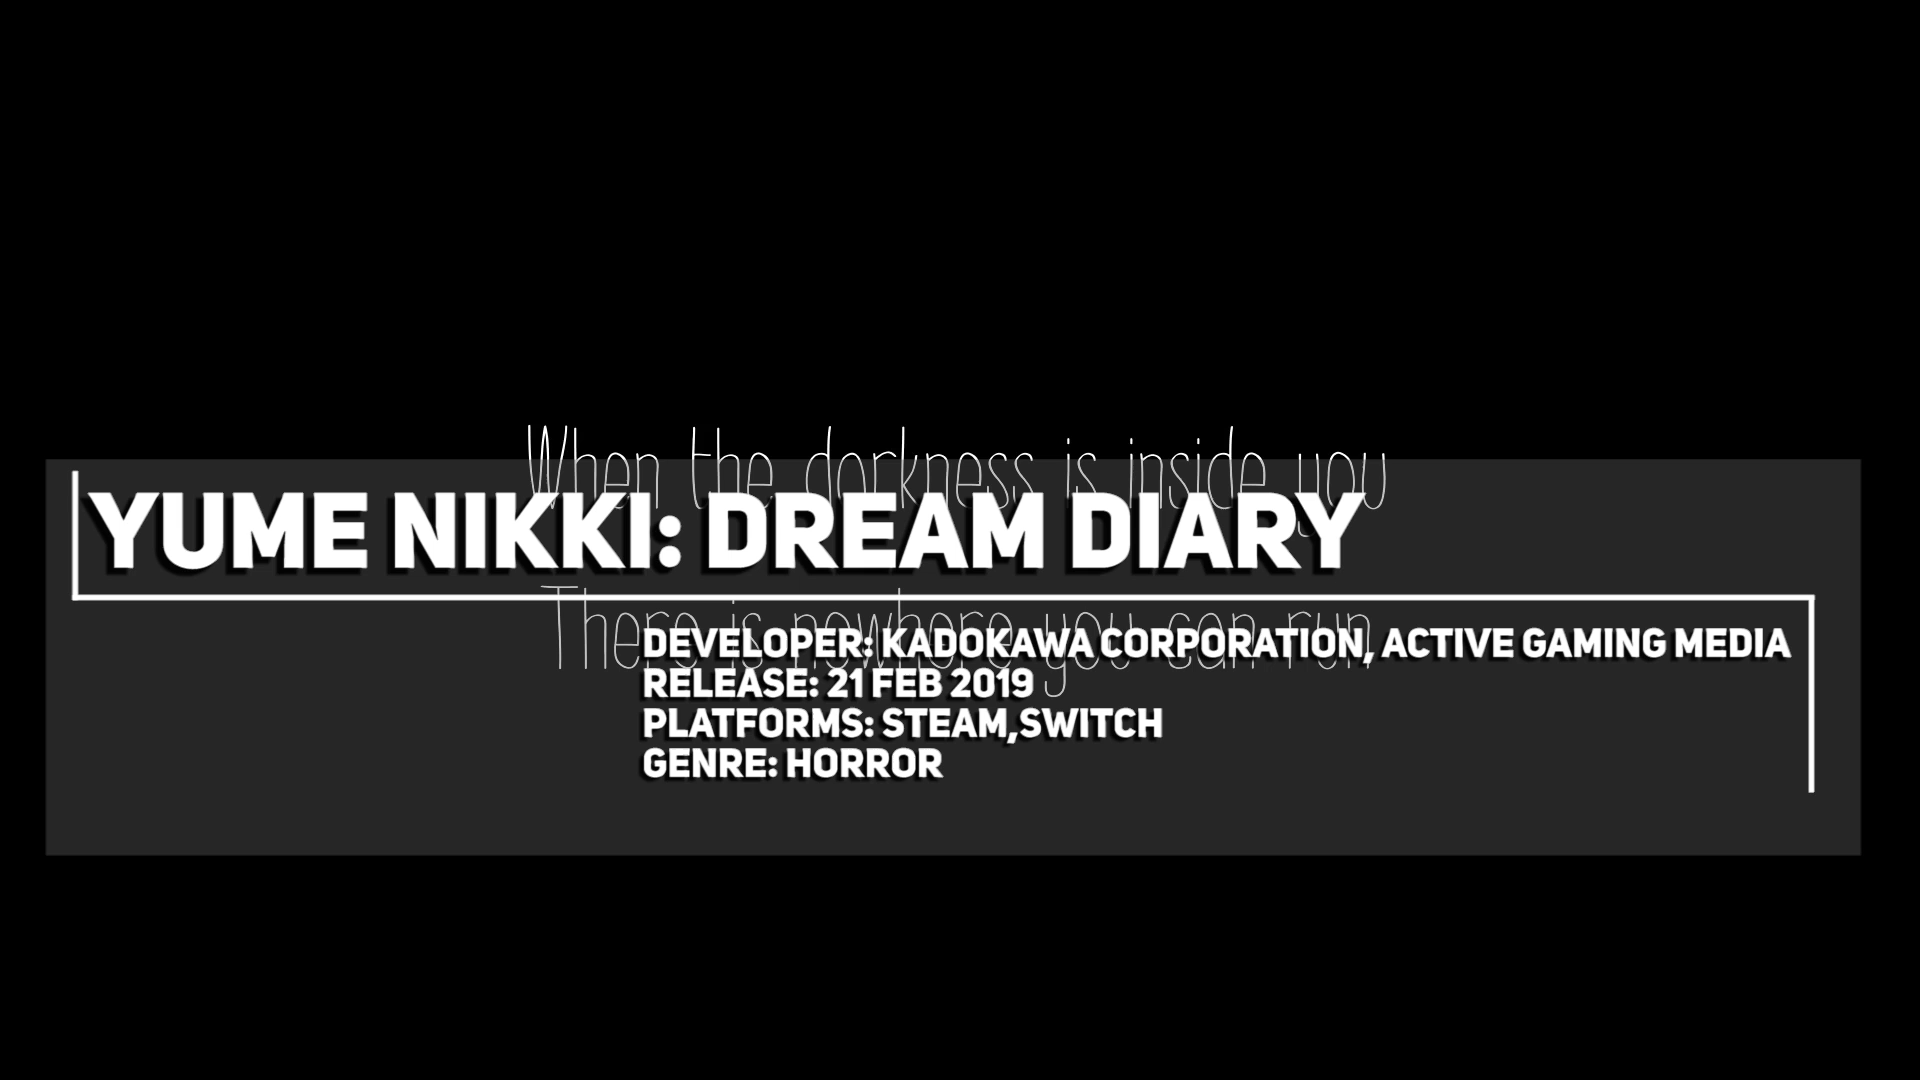 When the darkness is inside you
YUME NIKKI: DREAM DIARY
There is nowhere you can run
DEVELOPER: KADOKAWA CORPORATION, ACTIVE GAMING MEDIA
RELEASE: 21 FEB 2019
PLATFORMS: STEAM,SWITCH
GENRE: HORROR